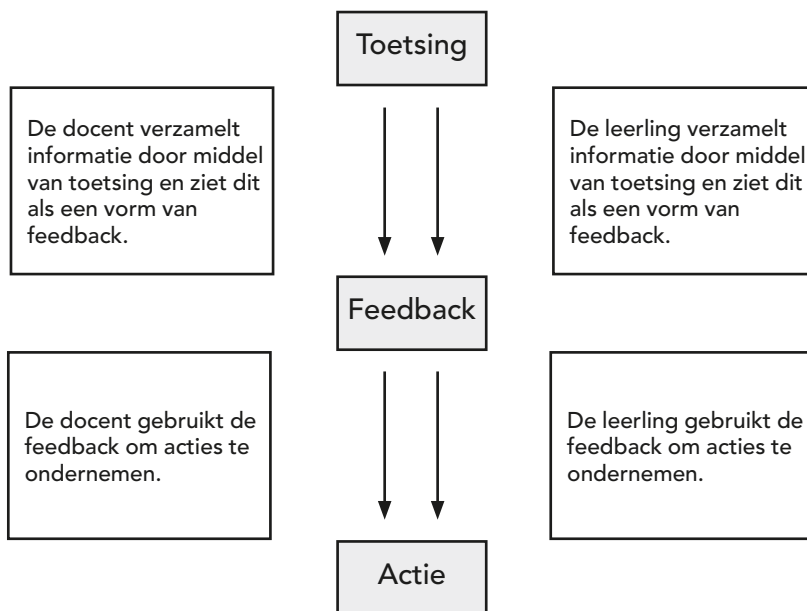 Toetsing
De docent verzamelt
informatie door middel
van toetsing en ziet dit
als een vorm van
feedback.
De leerling verzamelt
informatie door middel
van toetsing en ziet dit
als een vorm van
feedback.
Feedback
De docent gebruikt de
feedback om acties te
ondernemen.
De leerling gebruikt de
feedback om acties te
ondernemen.
Actie